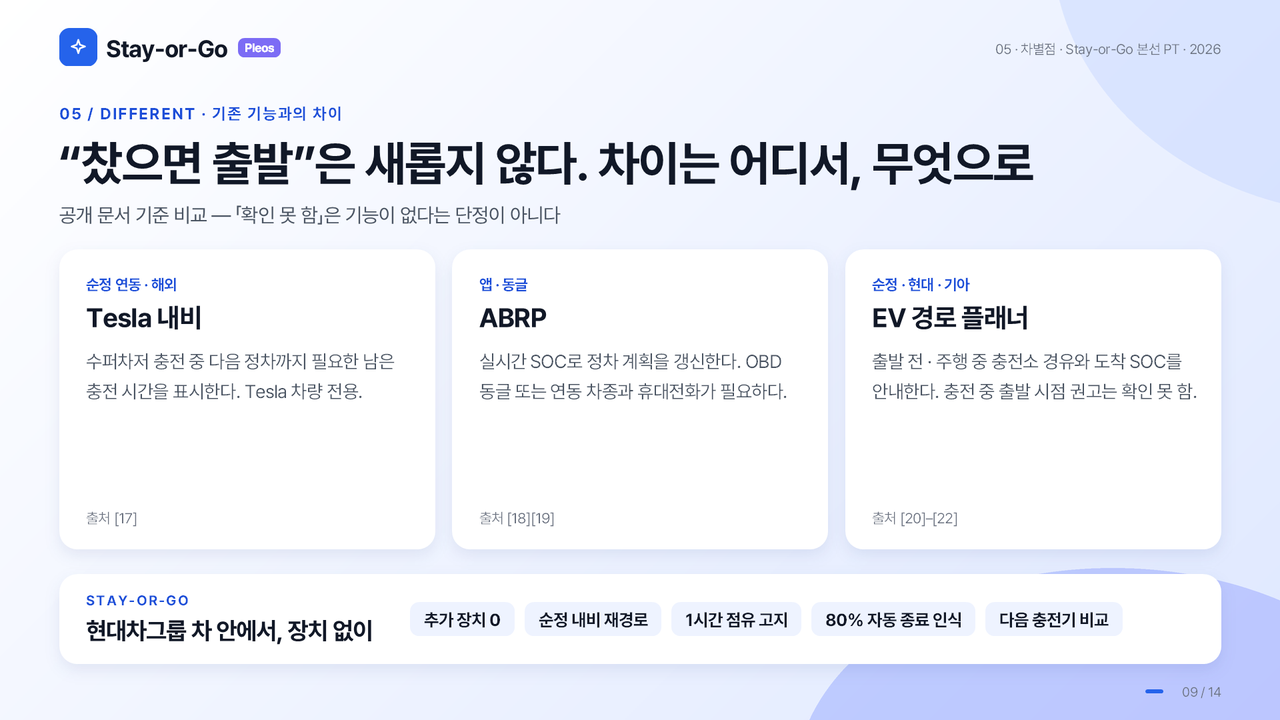 Stay-or-Go Pleos
05 · 차별점 · Stay-or-Go 본선 PT · 2026
05 / DIFFERENT · 기존 기능과의 차이
“찼으면 출발”은 새롭지 않다. 차이는 어디서, 무엇으로
공개 문서 기준 비교 — 「확인 못 함」은 기능이 없다는 단정이 아니다
순정 연동 · 해외
Tesla 내비
수퍼차저 충전 중 다음 정차까지 필요한 남은
충전 시간을 표시한다. Tesla 차량 전용.
출처 [17]
앱 · 동글
ABRP
실시간 SOC로 정차 계획을 갱신한다. OBD
동글 또는 연동 차종과 휴대전화가 필요하다.
출처 [18][19]
순정 · 현대 · 기아
EV 경로 플래너
출발 전 · 주행 중 충전소 경유와 도착 SOC를
안내한다. 충전 중 출발 시점 권고는 확인 못 함.
출처 [20]–[22]
STAY-OR-GO
현대차그룹 차 안에서, 장치 없이
추가 장치 0
순정 내비 재경로
1시간 점유 고지
80% 자동 종료 인식
다음 충전기 비교
09 / 14